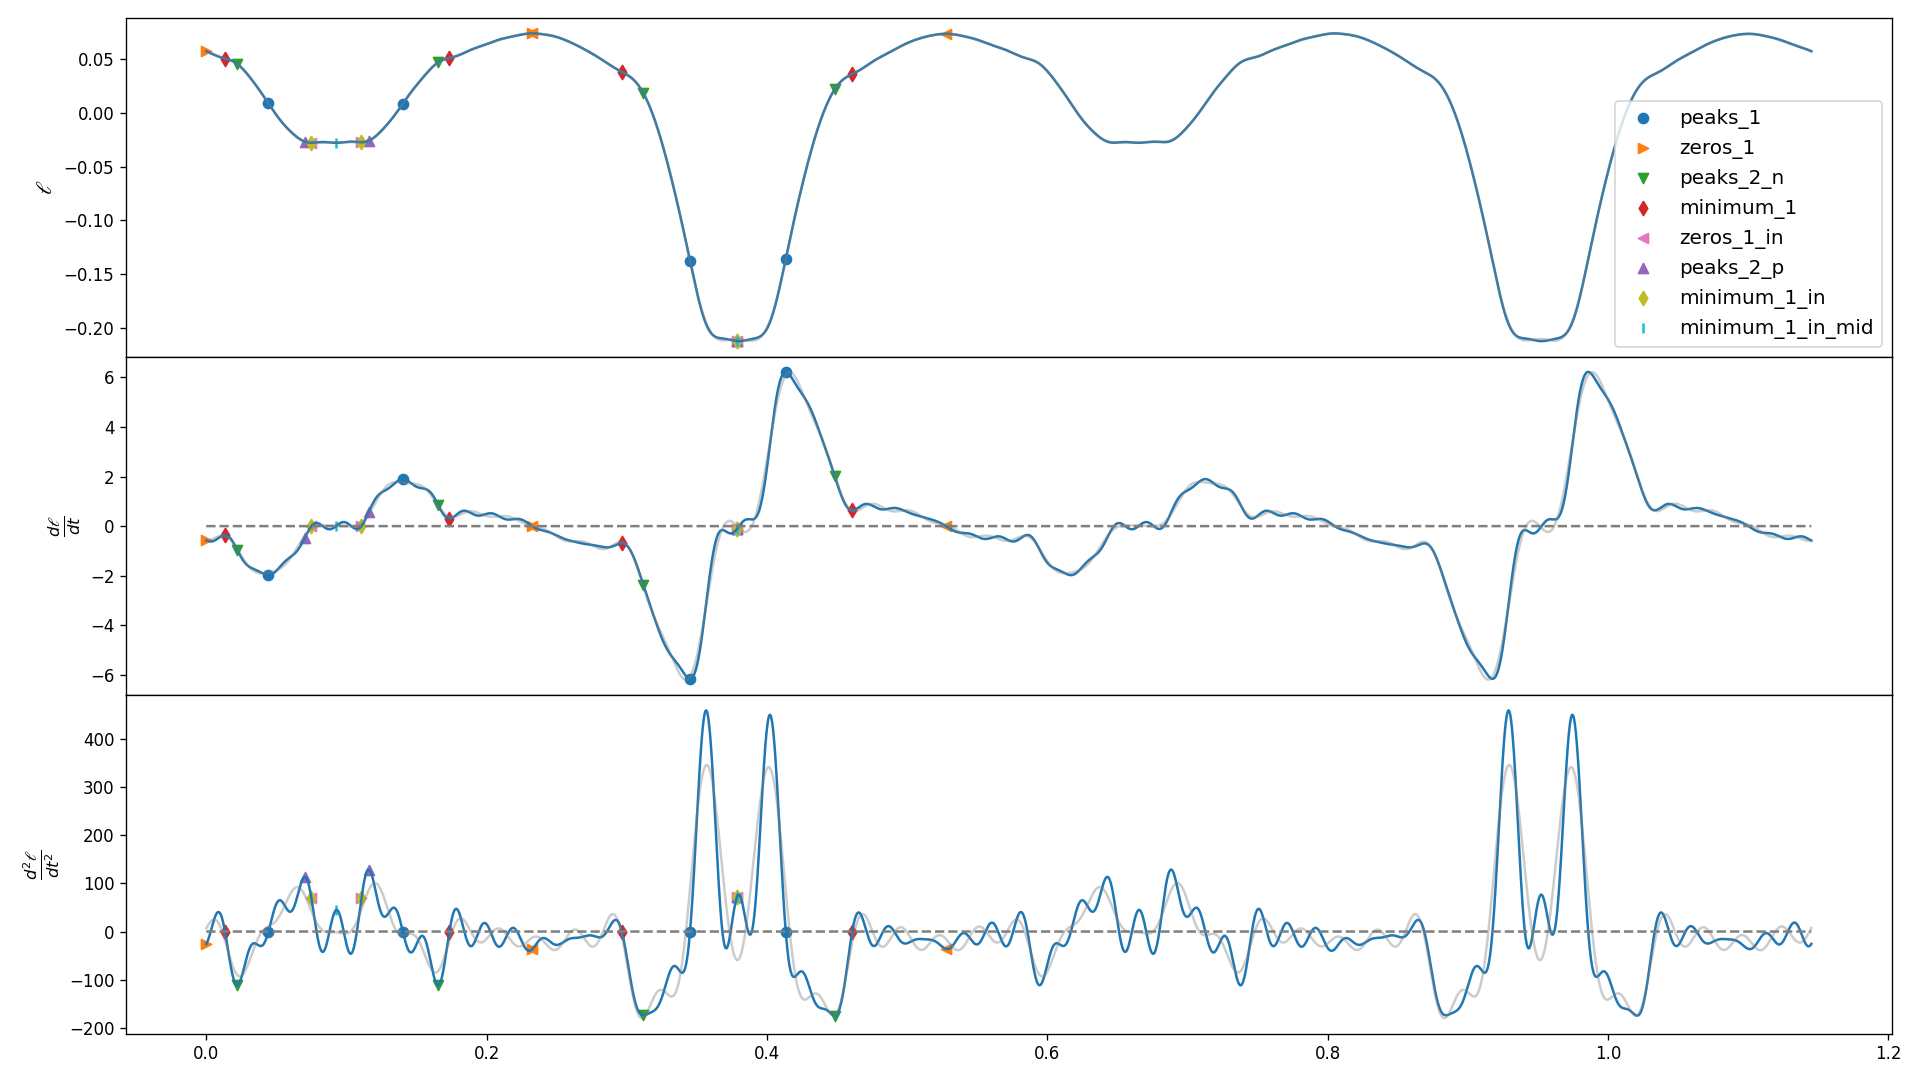 0.05
0.00
−0.05
−0.10
−0.15
−0.20
ℓ
peaks_1
zeros_1
peaks_2_n
minimum_1
zeros_1_in
peaks_2_p
minimum_1_in
minimum_1_in_mid
6
4
2
0
−2
−4
−6
dℓ/dt
400
300
200
100
0
−100
−200
d²ℓ/dt²
0.0 0.2 0.4 0.6 0.8 1.0 1.2